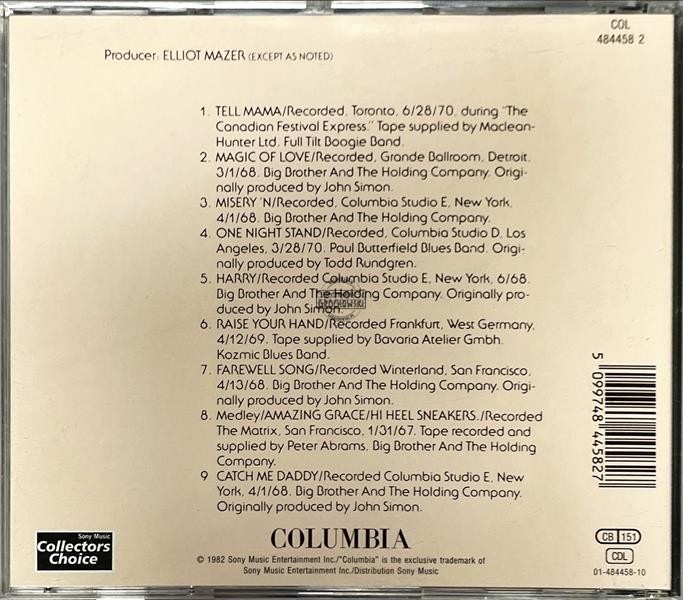 COL
484458 2
Producer: ELLIOT MAZER (EXCEPT AS NOTED)
1. TELL MAMA/Recorded, Toronto, 6/28/70, during "The
Canadian Festival Express." Tape supplied by Maclean-
Hunter Ltd. Full Tilt Boogie Band.
2. MAGIC OF LOVE/Recorded, Grande Ballroom, Detroit,
3/1/68. Big Brother And The Holding Company. Origi-
nally produced by John Simon.
3. MISERY 'N/Recorded, Columbia Studio E, New York,
4/1/68. Big Brother And The Holding Company.
4. ONE NIGHT STAND/Recorded, Columbia Studio D, Los
Angeles, 3/28/70. Paul Butterfield Blues Band. Origi-
nally produced by Todd Rundgren.
5. HARRY/Recorded Columbia Studio E, New York, 6/68.
Big Brother And The Holding Company. Originally pro-
duced by John Simon.
GROCHOWSKI
6. RAISE YOUR HAND/Recorded Frankfurt, West Germany,
4/12/69. Tape supplied by Bavaria Atelier Gmbh.
Kozmic Blues Band.
7. FAREWELL SONG/Recorded Winterland, San Francisco,
4/13/68. Big Brother And The Holding Company. Origi-
nally produced by John Simon.
8. Medley/AMAZING GRACE/HI HEEL SNEAKERS./Recorded
The Matrix, San Francisco, 1/31/67. Tape recorded and
supplied by Peter Abrams, Big Brother And The Holding
Company.
9 CATCH ME DADDY/Recorded Columbia Studio E, New
York, 4/1/68. Big Brother And The Holding Company.
Originally produced by John Simon.
5 099748 445827
Sony Music
Collectors
Choice
COLUMBIA
© 1982 Sony Music Entertainment Inc./"Columbia" is the exclusive trademark of
Sony Music Entertainment Inc./Distribution Sony Music
CB 151
CDL
01-484458-10